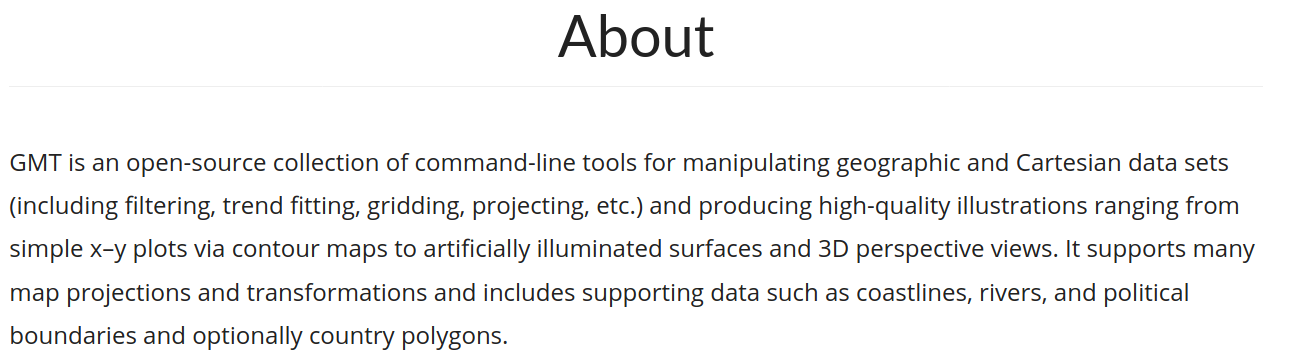 About
GMT is an open-source collection of command-line tools for manipulating geographic and Cartesian data sets
(including filtering, trend fitting, gridding, projecting, etc.) and producing high-quality illustrations ranging from
simple x–y plots via contour maps to artificially illuminated surfaces and 3D perspective views. It supports many
map projections and transformations and includes supporting data such as coastlines, rivers, and political
boundaries and optionally country polygons.